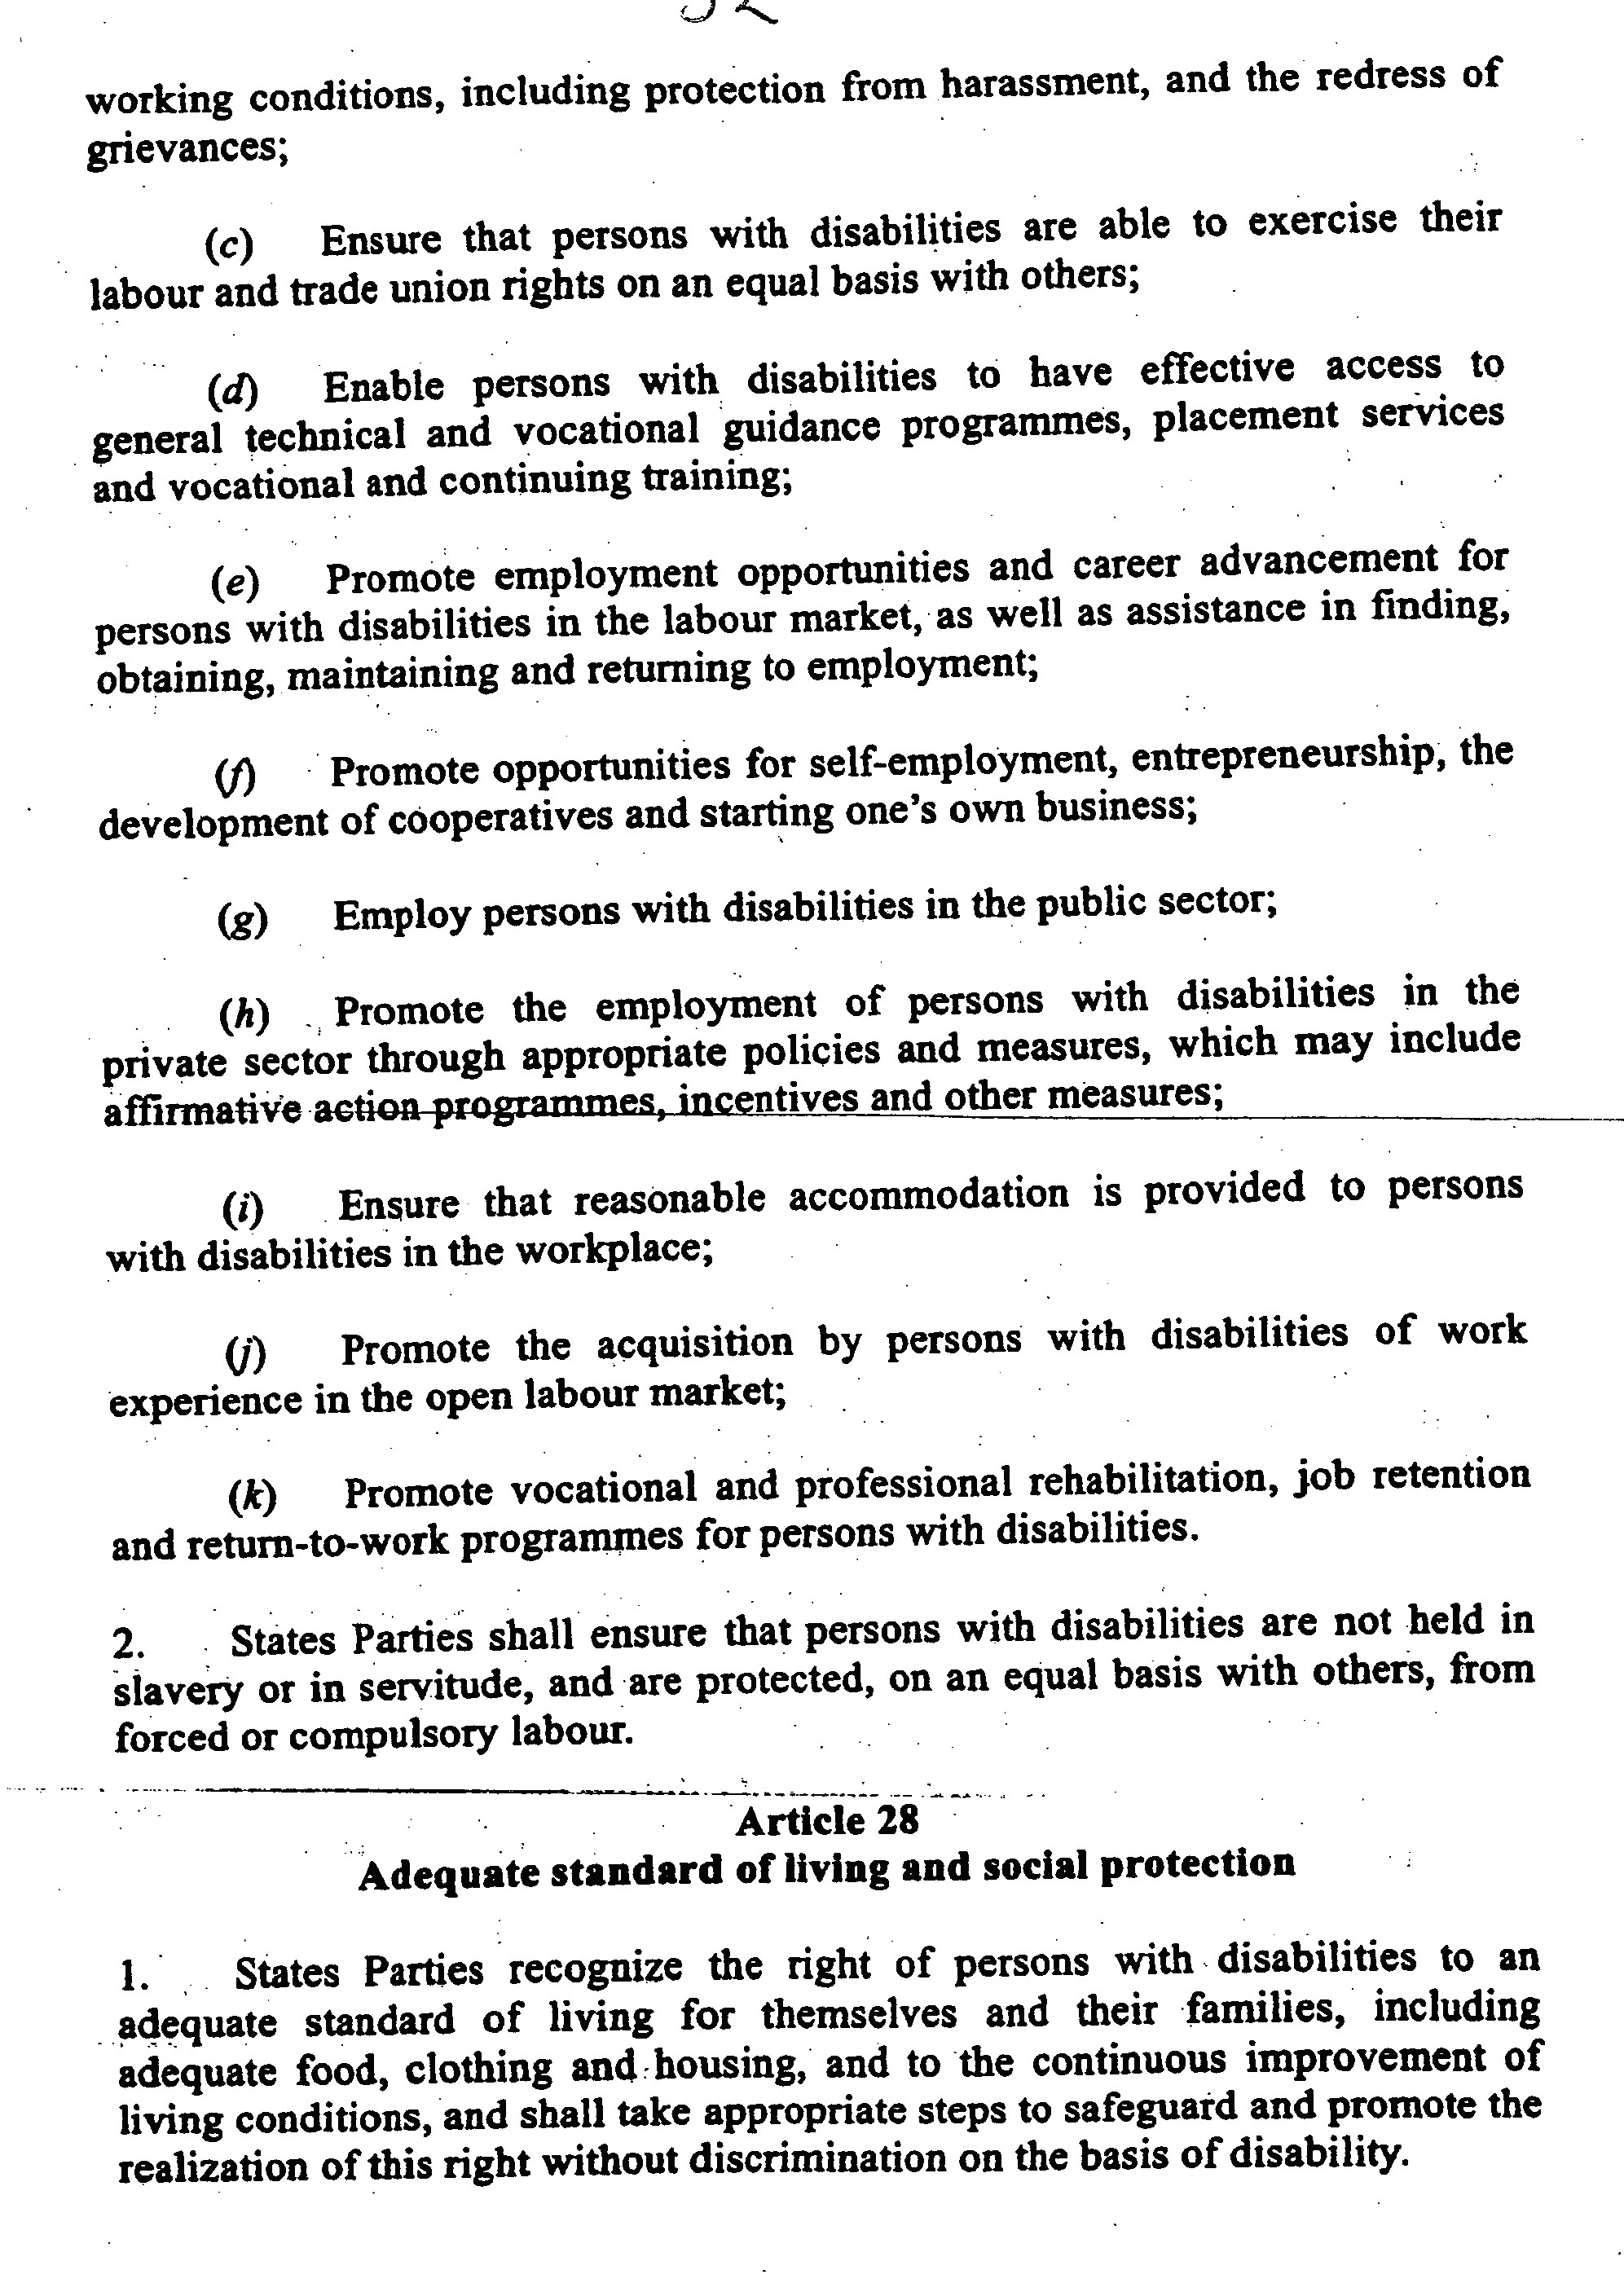 working conditions, including protection from harassment, and the redress of
grievances;
(c) Ensure that persons with disabilities are able to exercise their
labour and trade union rights on an equal basis with others;
(d) Enable persons with disabilities to have effective access to
general technical and vocational guidance programmes, placement services
and vocational and continuing training;
(e) Promote employment opportunities and career advancement for
persons with disabilities in the labour market, as well as assistance in finding,
obtaining, maintaining and returning to employment;
(f) Promote opportunities for self-employment, entrepreneurship, the
development of cooperatives and starting one's own business;
(g) Employ persons with disabilities in the public sector;
(h) Promote the employment of persons with disabilities in the
private sector through appropriate policies and measures, which may include
affirmative action programmes, incentives and other measures;
(i) Ensure that reasonable accommodation is provided to persons
with disabilities in the workplace;
(j) Promote the acquisition by persons with disabilities of work
experience in the open labour market;
(k) Promote vocational and professional rehabilitation, job retention
and return-to-work programmes for persons with disabilities.
2. States Parties shall ensure that persons with disabilities are not held in
slavery or in servitude, and are protected, on an equal basis with others, from
forced or compulsory labour.
Article 28
Adequate standard of living and social protection
1. States Parties recognize the right of persons with disabilities to an
adequate standard of living for themselves and their families, including
adequate food, clothing and housing, and to the continuous improvement of
living conditions, and shall take appropriate steps to safeguard and promote the
realization of this right without discrimination on the basis of disability.